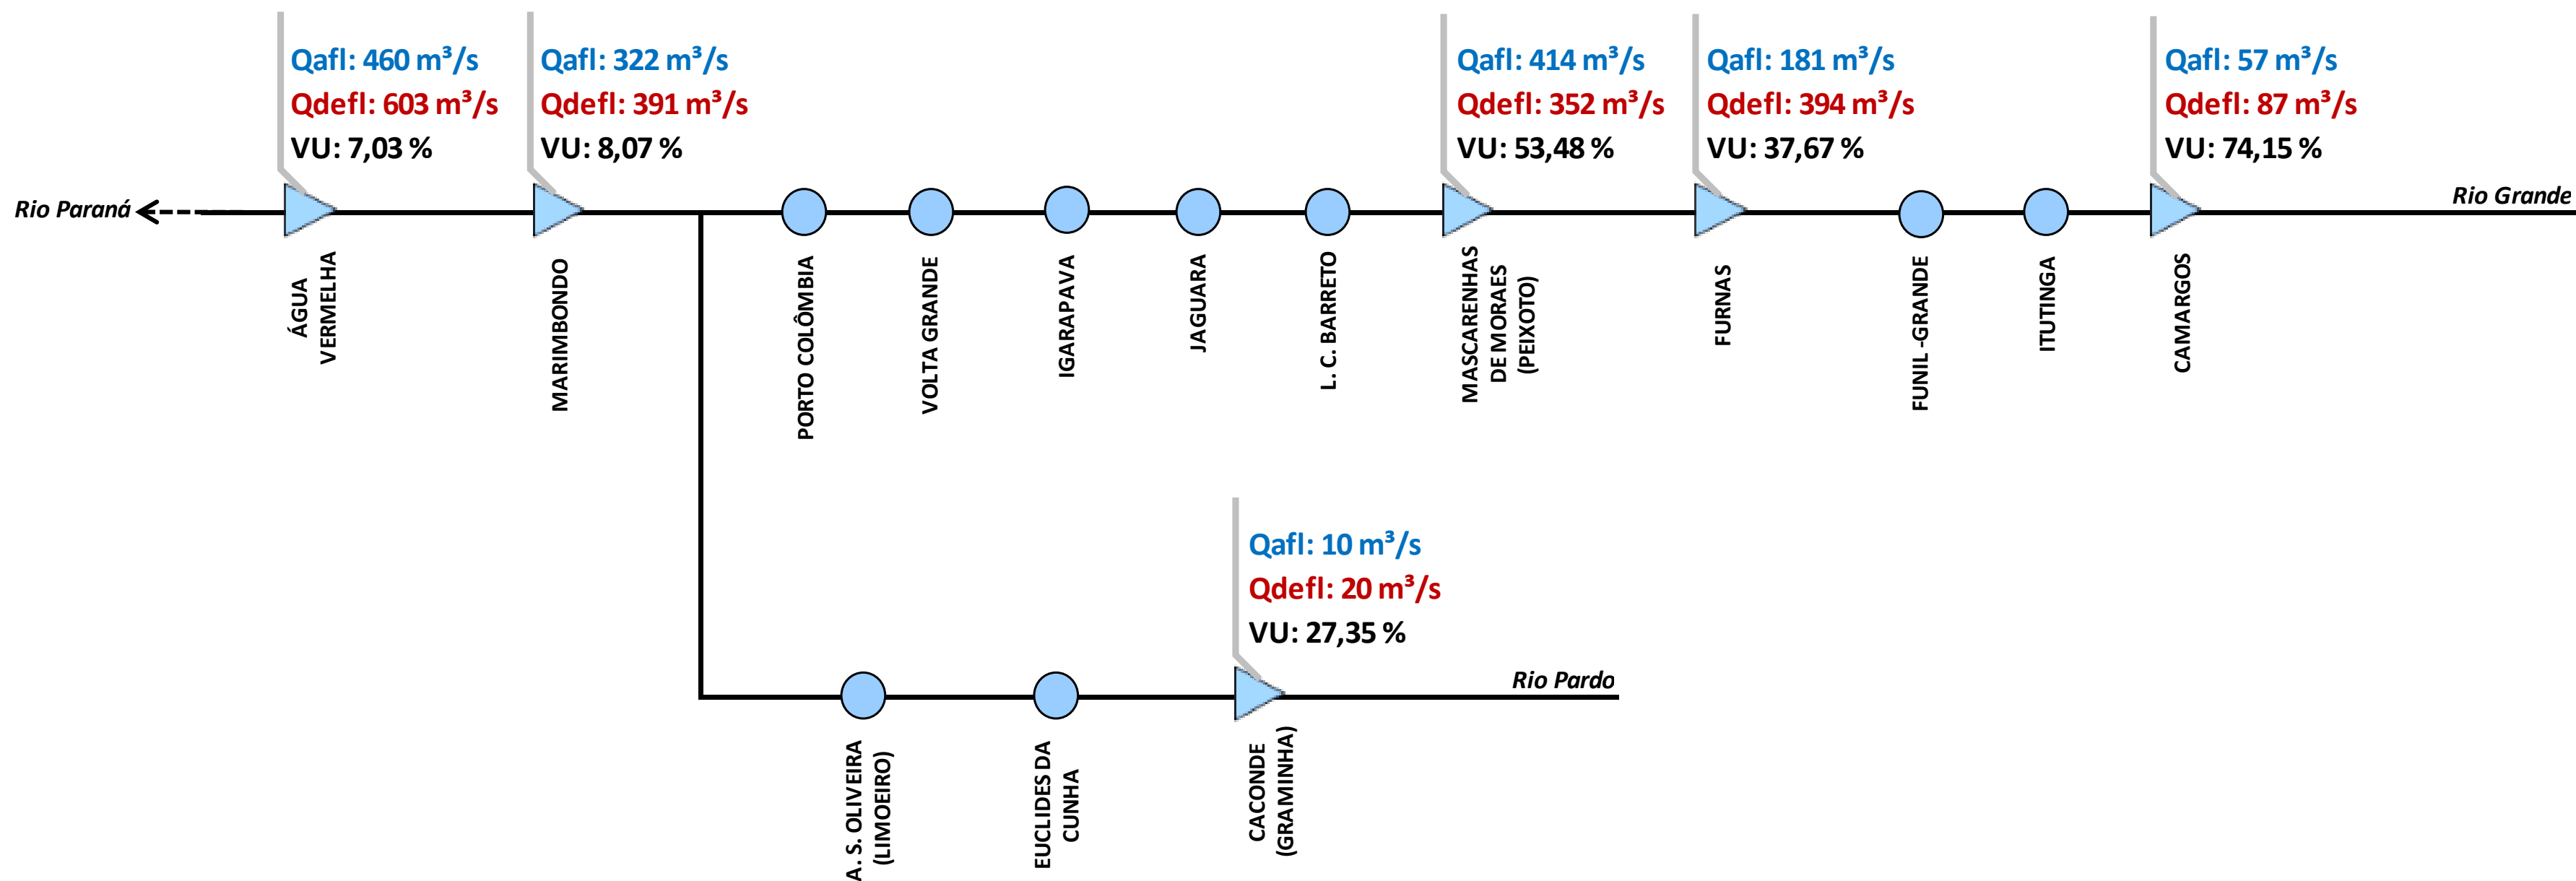 Qafl: 460 m³/s
Qdefl: 603 m³/s
VU: 7,03 %
Qafl: 322 m³/s
Qdefl: 391 m³/s
VU: 8,07 %
Qafl: 414 m³/s
Qdefl: 352 m³/s
VU: 53,48 %
Qafl: 181 m³/s
Qdefl: 394 m³/s
VU: 37,67 %
Qafl: 57 m³/s
Qdefl: 87 m³/s
VU: 74,15 %
Rio Paraná
Rio Grande
ÁGUA
VERMELHA
MARIMBONDO
PORTO COLÔMBIA
VOLTA GRANDE
IGARAPAVA
JAGUARA
L. C. BARRETO
MASCARENHAS
DE MORAES
(PEIXOTO)
FURNAS
FUNIL -GRANDE
ITUTINGA
CAMARGOS
Qafl: 10 m³/s
Qdefl: 20 m³/s
VU: 27,35 %
Rio Pardo
A. S. OLIVEIRA
(LIMOEIRO)
EUCLIDES DA
CUNHA
CACONDE
(GRAMINHA)